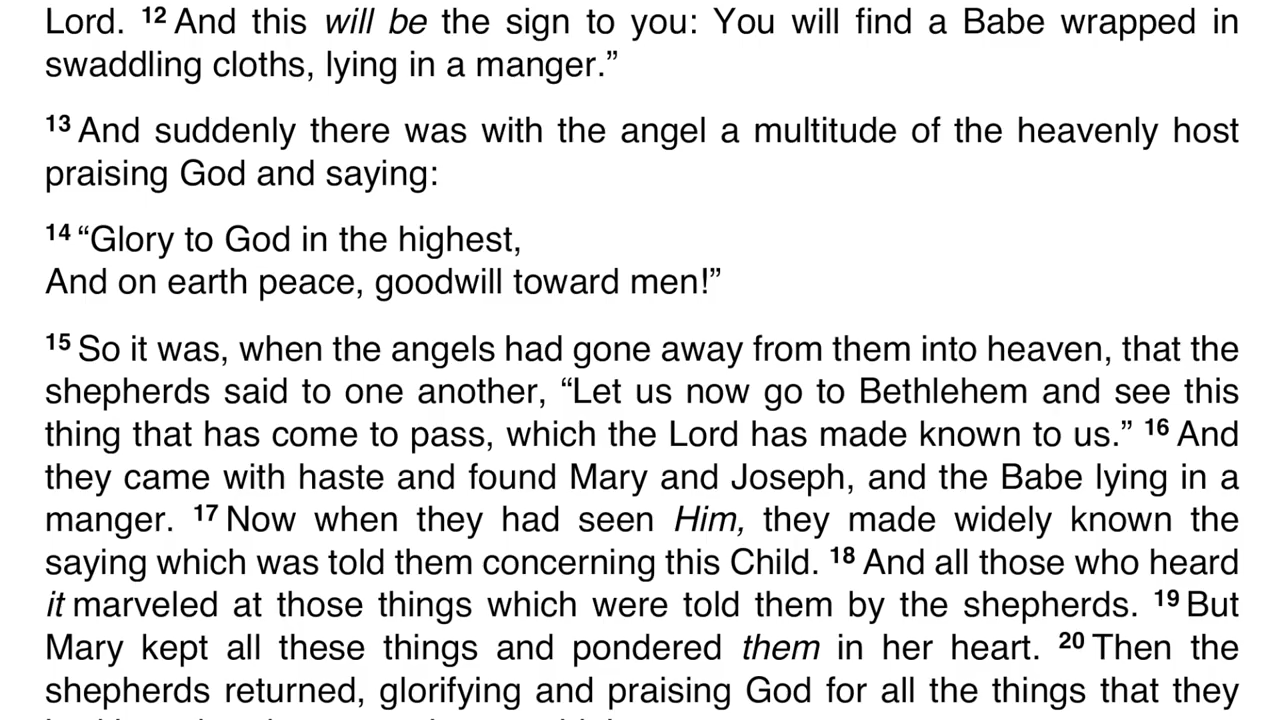 Lord. 12 And this will be the sign to you: You will find a Babe wrapped in
swaddling cloths, lying in a manger.”
13 And suddenly there was with the angel a multitude of the heavenly host
praising God and saying:
14 “Glory to God in the highest,
And on earth peace, goodwill toward men!”
15 So it was, when the angels had gone away from them into heaven, that the
shepherds said to one another, “Let us now go to Bethlehem and see this
thing that has come to pass, which the Lord has made known to us.” 16 And
they came with haste and found Mary and Joseph, and the Babe lying in a
manger. 17 Now when they had seen Him, they made widely known the
saying which was told them concerning this Child. 18 And all those who heard
it marveled at those things which were told them by the shepherds. 19 But
Mary kept all these things and pondered them in her heart. 20 Then the
shepherds returned, glorifying and praising God for all the things that they